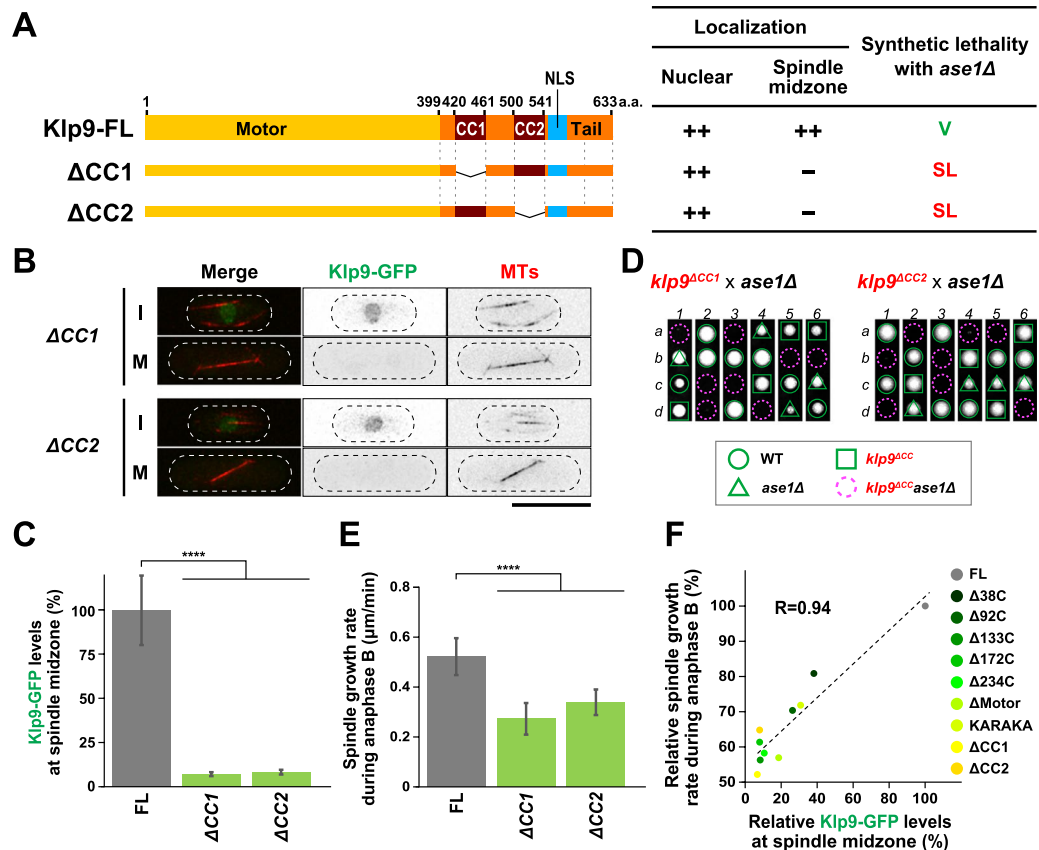 A
1 399 420 461 500 541 633 a.a.
NLS
Klp9-FL Motor CC1 CC2 Tail
ΔCC1
ΔCC2
Localization Synthetic lethality with ase1Δ
Nuclear Spindle midzone
++ ++ V
++ − SL
++ − SL
B
Merge Klp9-GFP MTs
ΔCC1
I
M
ΔCC2
I
M
D
klp9ΔCC1 x ase1Δ
1 2 3 4 5 6
a
b
c
d
klp9ΔCC2 x ase1Δ
1 2 3 4 5 6
a
b
c
d
WT klp9ΔCC
ase1Δ klp9ΔCCase1Δ
C
Klp9-GFP levels
at spindle midzone (%)
100
75
50
25
0
****
FL ΔCC1 ΔCC2
E
Spindle growth rate
during anaphase B (μm/min)
0.8
0.6
0.4
0.2
0
****
FL ΔCC1 ΔCC2
F
Relative spindle growth
rate during anaphase B (%)
100
90
80
70
60
50
R=0.94
0 20 40 60 80 100
Relative Klp9-GFP levels
at spindle midzone (%)
FL
Δ38C
Δ92C
Δ133C
Δ172C
Δ234C
ΔMotor
KARAKA
ΔCC1
ΔCC2